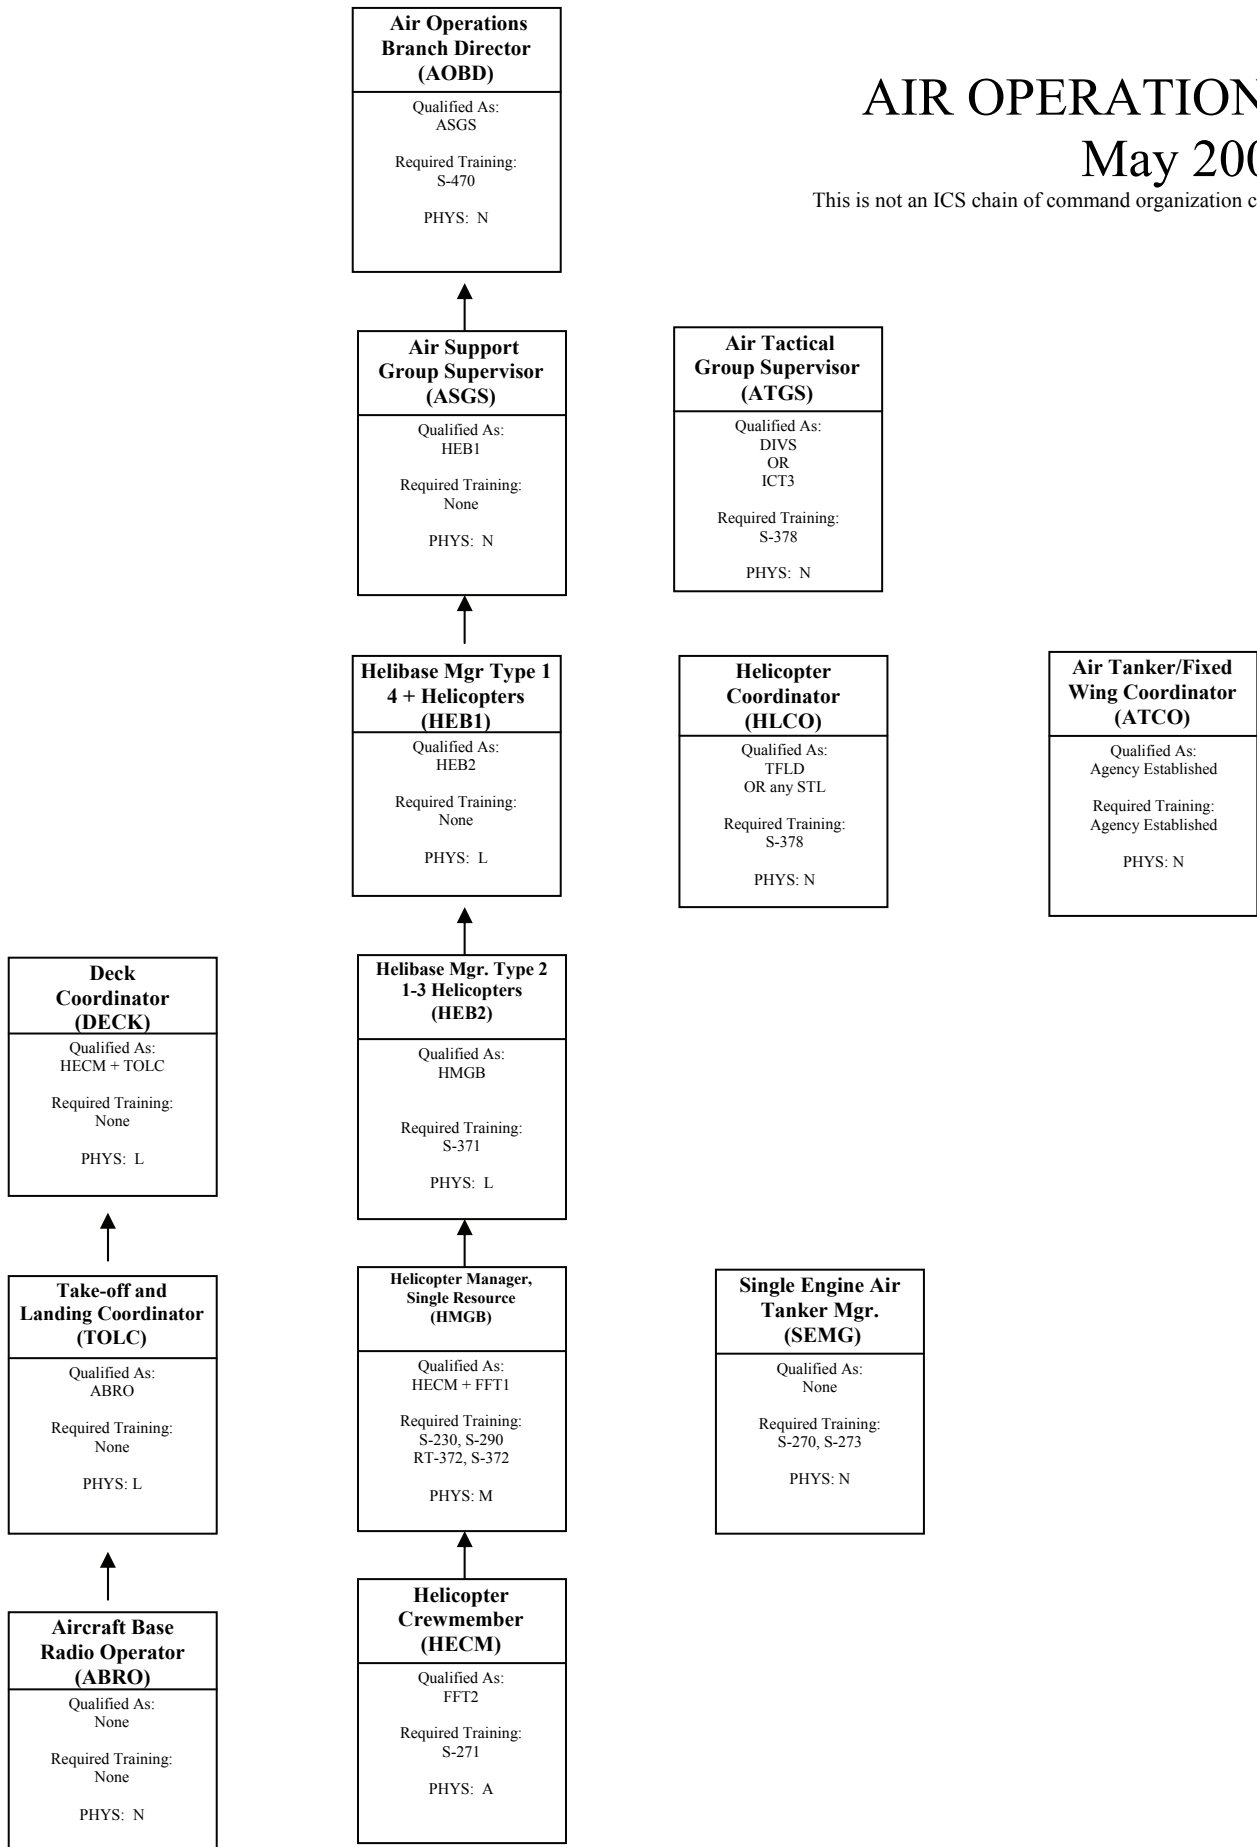 Air Operations
Branch Director
(AOBD)
Qualified As:
ASGS
Required Training:
S-470
PHYS:  N
AIR OPERATION
May 200
This is not an ICS chain of command organization c
Air Support
Group Supervisor
(ASGS)
Qualified As:
HEB1
Required Training:
None
PHYS:  N
Air Tactical
Group Supervisor
(ATGS)
Qualified As:
DIVS
OR
ICT3
Required Training:
S-378
PHYS:  N
Helibase Mgr Type 1
4 + Helicopters
(HEB1)
Qualified As:
HEB2
Required Training:
None
PHYS:  L
Helicopter
Coordinator
(HLCO)
Qualified As:
TFLD
OR any STL
Required Training:
S-378
PHYS: N
Air Tanker/Fixed
Wing Coordinator
(ATCO)
Qualified As:
Agency Established
Required Training:
Agency Established
PHYS: N
Deck
Coordinator
(DECK)
Qualified As:
HECM + TOLC
Required Training:
None
PHYS:  L
Helibase Mgr. Type 2
1-3 Helicopters
(HEB2)
Qualified As:
HMGB
Required Training:
S-371
PHYS:  L
Take-off and
Landing Coordinator
(TOLC)
Qualified As:
ABRO
Required Training:
None
PHYS: L
Helicopter Manager,
Single Resource
(HMGB)
Qualified As:
HECM + FFT1
Required Training:
S-230, S-290
RT-372, S-372
PHYS: M
Single Engine Air
Tanker Mgr.
(SEMG)
Qualified As:
None
Required Training:
S-270, S-273
PHYS: N
Aircraft Base
Radio Operator
(ABRO)
Qualified As:
None
Required Training:
None
PHYS:  N
Helicopter
Crewmember
(HECM)
Qualified As:
FFT2
Required Training:
S-271
PHYS:  A